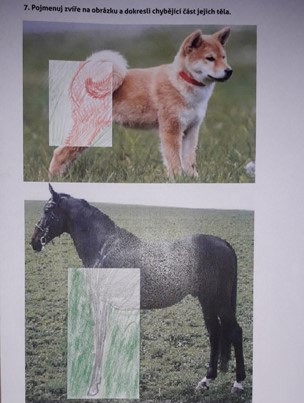 7. Pojmenuj zvíře na obrázku a dokresli chybějící část jejich těla.